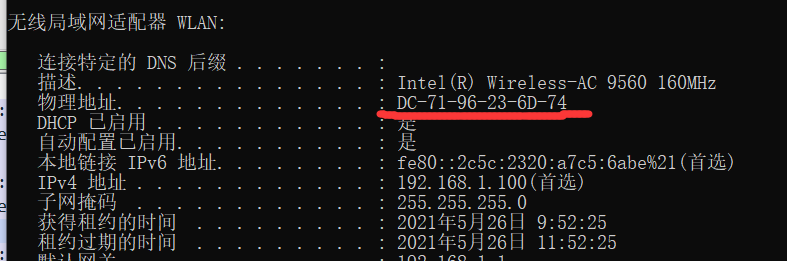 无线局域网适配器 WLAN:
连接特定的 DNS 后缀 . . . . . . . :
描述. . . . . . . . . . . . . . . : Intel(R) Wireless-AC 9560 160MHz
物理地址. . . . . . . . . . . . . : DC-71-96-23-6D-74
DHCP 已启用 . . . . . . . . . . . : 是
自动配置已启用. . . . . . . . . . : 是
本地链接 IPv6 地址. . . . . . . . : fe80::2c5c:2320:a7c5:6abe%21(首选)
IPv4 地址 . . . . . . . . . . . . : 192.168.1.100(首选)
子网掩码 . . . . . . . . . . . . : 255.255.255.0
获得租约的时间 . . . . . . . . . : 2021年5月26日 9:52:25
租约过期的时间 . . . . . . . . . : 2021年5月26日 11:52:25
默认网关. . . . . . . . . . . . . : 192.168.1.1